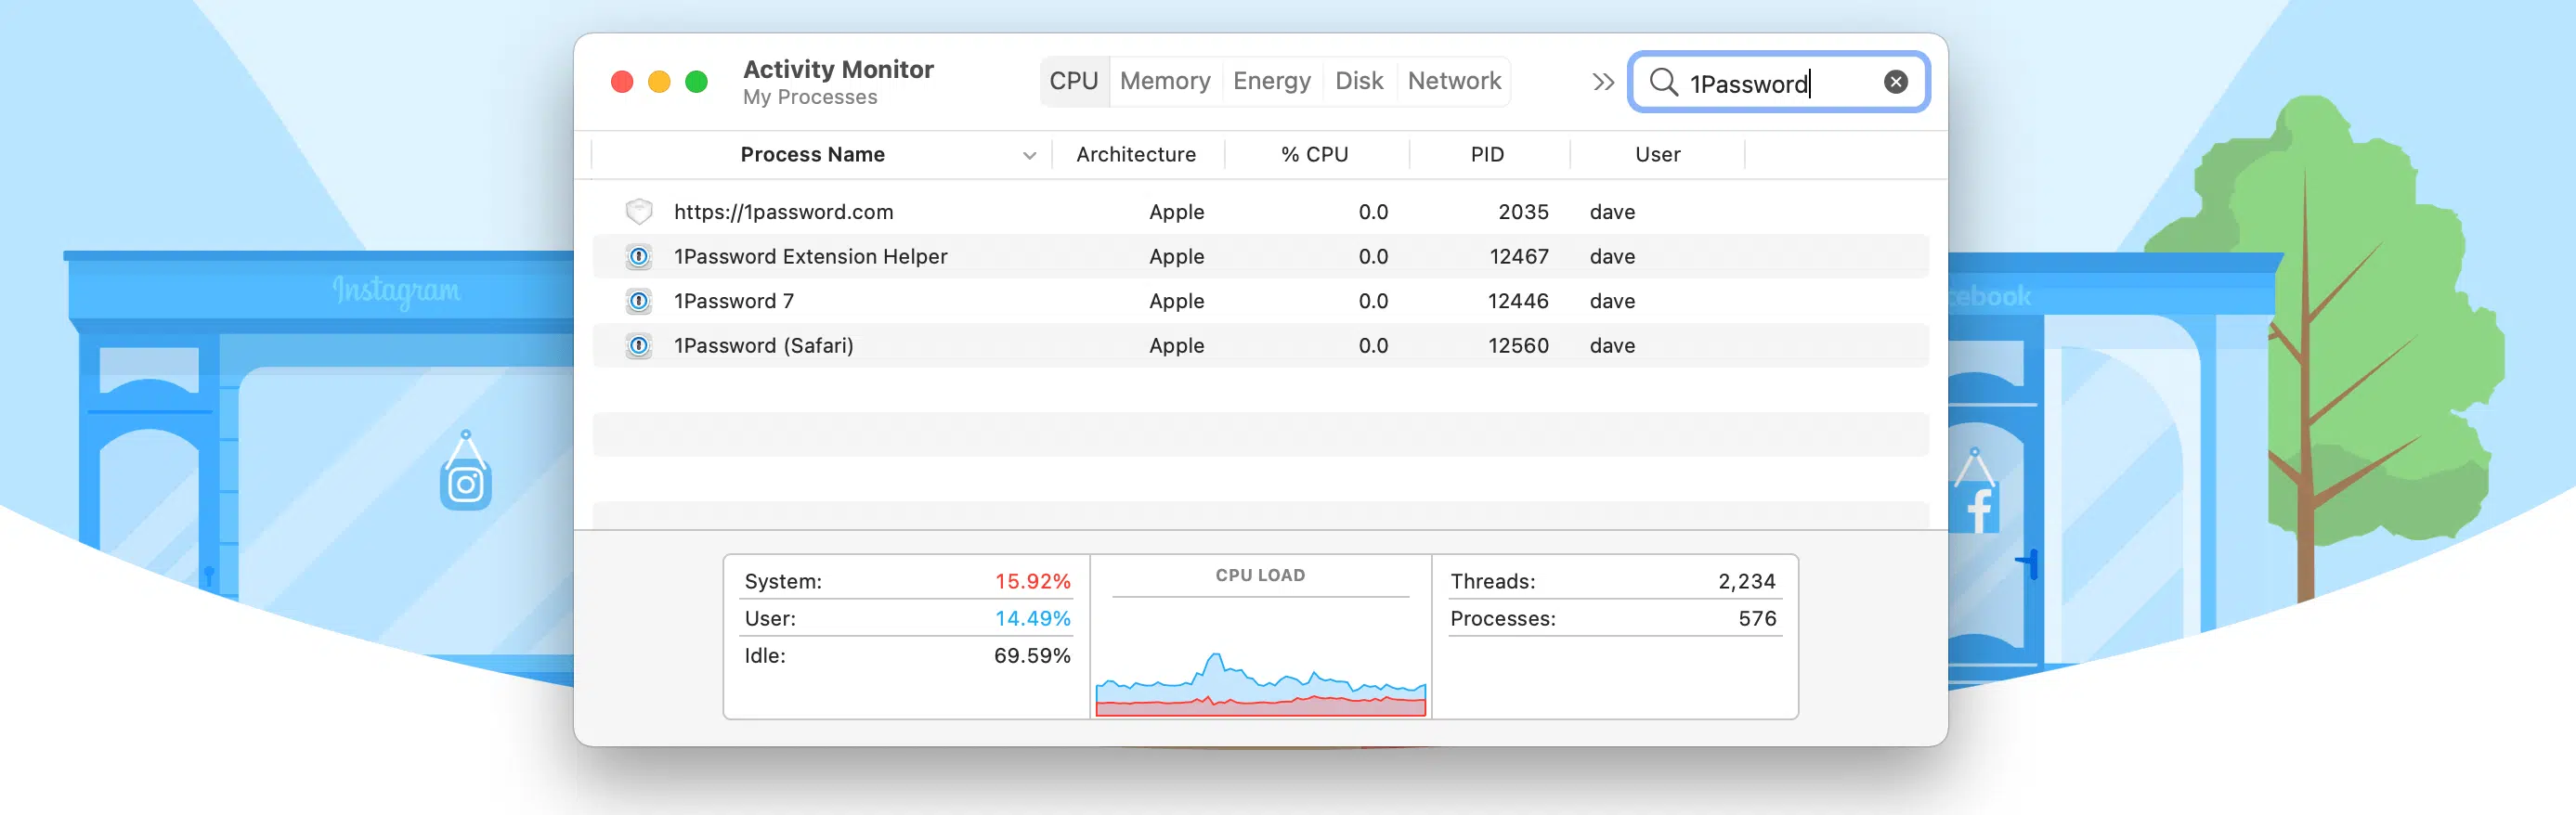 Activity Monitor
My Processes
CPU Memory Energy Disk Network
1Password
Process Name Architecture % CPU PID User
https://1password.com Apple 0.0 2035 dave
1Password Extension Helper Apple 0.0 12467 dave
1Password 7 Apple 0.0 12446 dave
1Password (Safari) Apple 0.0 12560 dave
Instagram
cebook
System: 15.92%
User: 14.49%
Idle: 69.59%
CPU LOAD
Threads: 2,234
Processes: 576